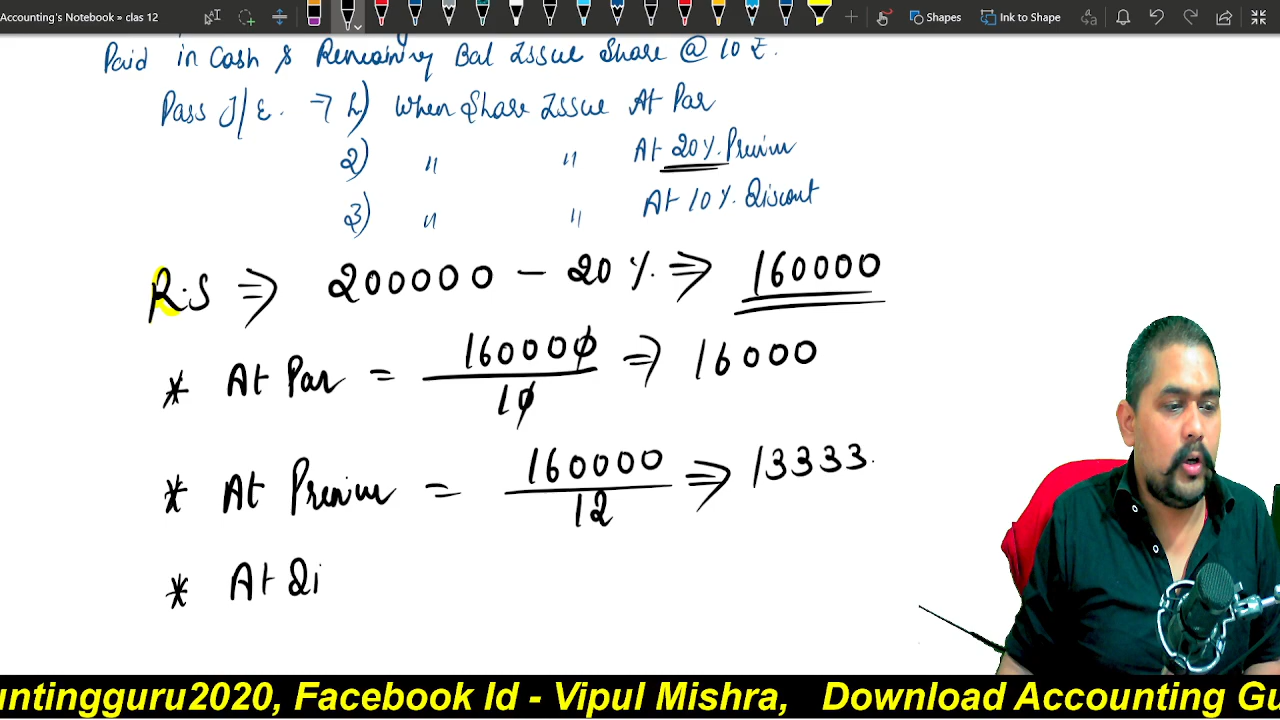 Accounting's Notebook » clas 12
Shapes
Ink to Shape
Paid in Cash & Remaining Bal Issue Share @ 10 ₹.
Pass J/E. → 1) When Share Issue At Par
2) " " At 20%. Premium
3) " " At 10%. Discount
R.S ⇒ 200000 - 20%. ⇒ 160000
* At Par = 160000/10 ⇒ 16000
* At Premium = 160000/12 ⇒ 13333.
* At Di
untingguru2020, Facebook Id - Vipul Mishra, Download Accounting Gu